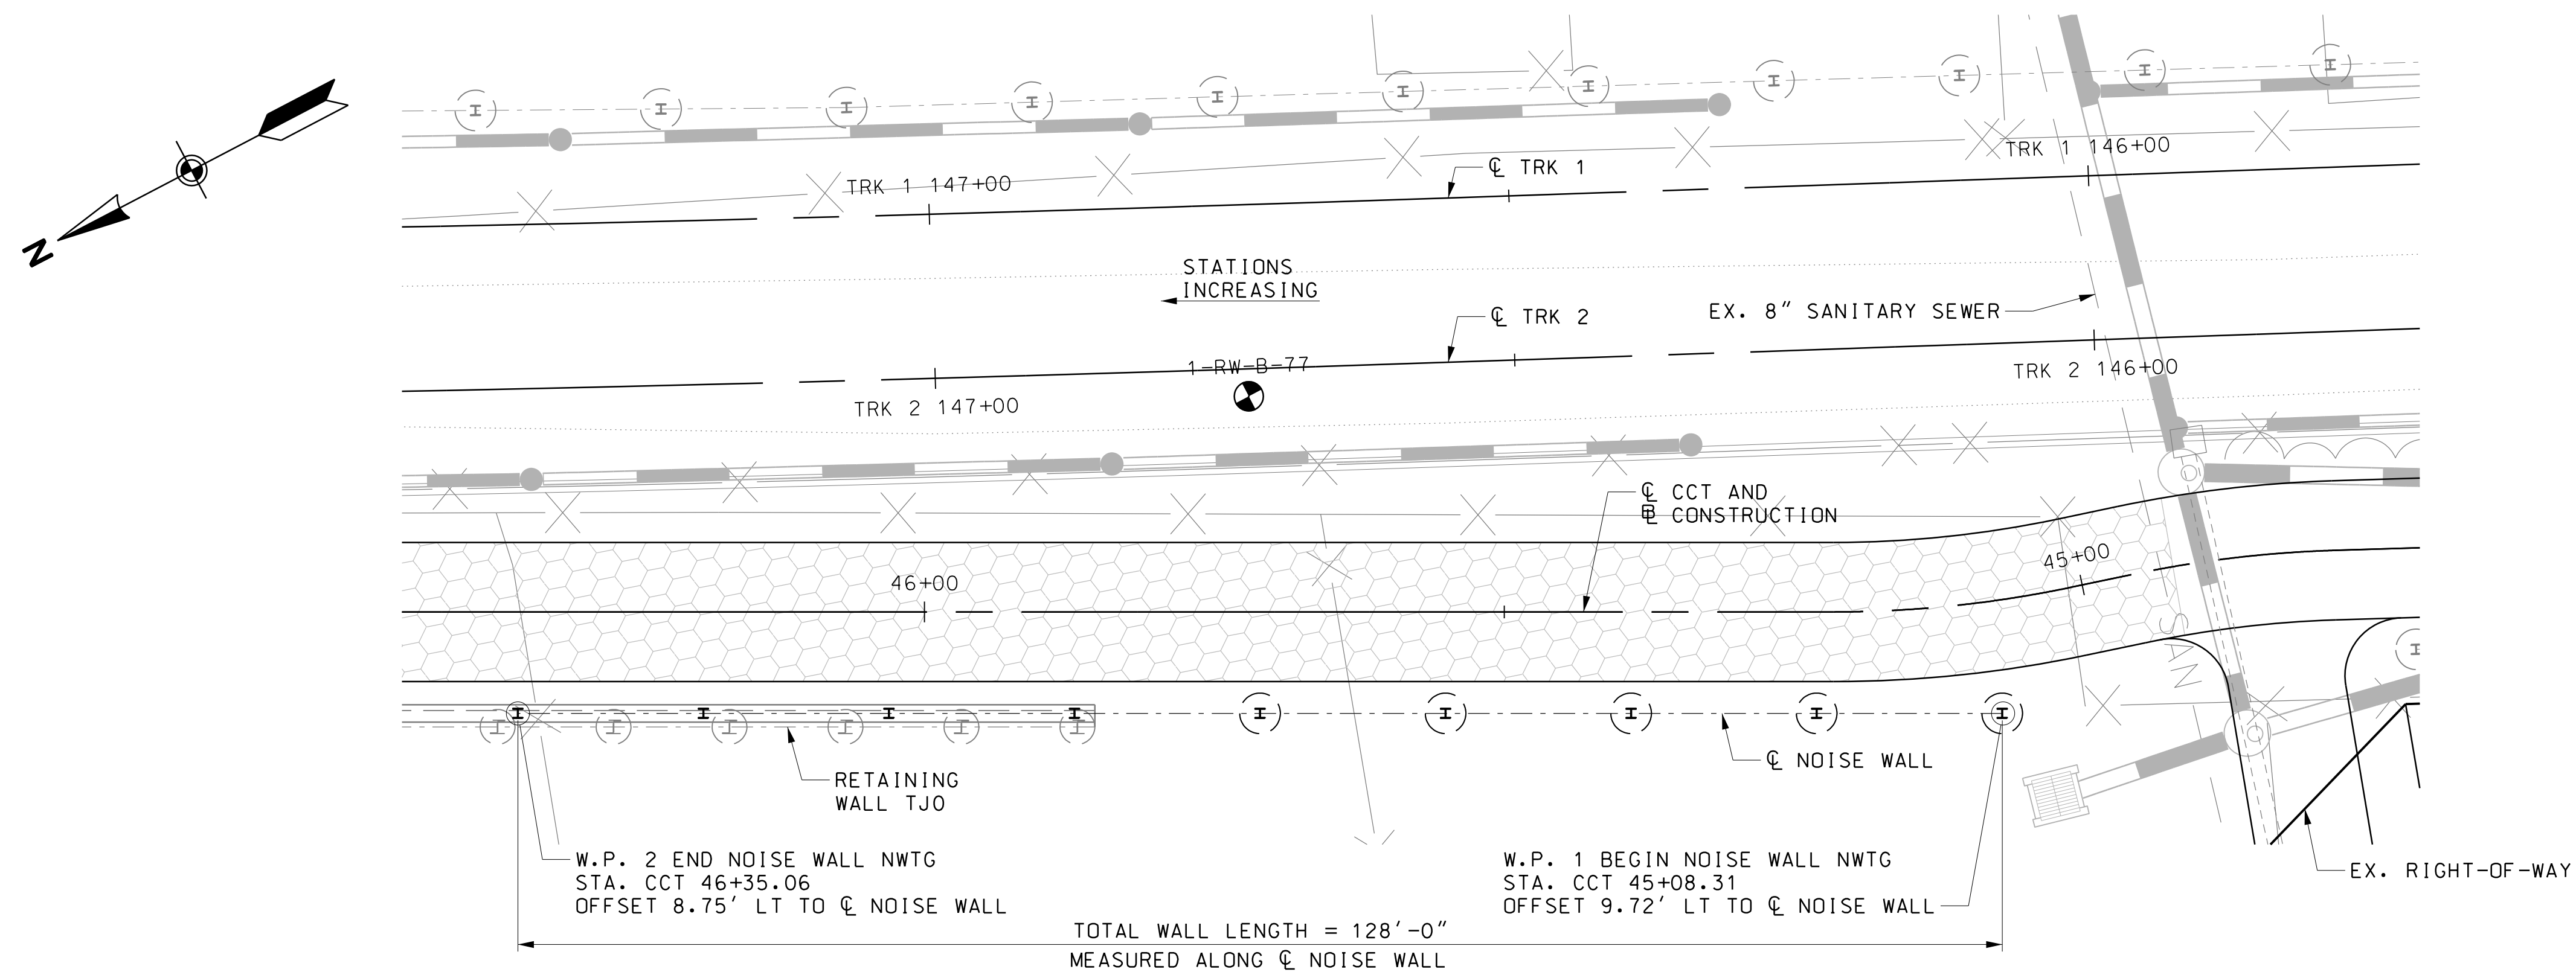 TRK 1 146+00
℄ TRK 1
TRK 1 147+00
N
STATIONS
INCREASING
EX. 8" SANITARY SEWER
℄ TRK 2
1-RW-B-77
TRK 2 146+00
TRK 2 147+00
℄ CCT AND
BL CONSTRUCTION
45+00
46+00
SAN
℄ NOISE WALL
RETAINING
WALL TJO
W.P. 2 END NOISE WALL NWTG
STA. CCT 46+35.06
OFFSET 8.75' LT TO ℄ NOISE WALL
W.P. 1 BEGIN NOISE WALL NWTG
STA. CCT 45+08.31
OFFSET 9.72' LT TO ℄ NOISE WALL
EX. RIGHT-OF-WAY
TOTAL WALL LENGTH = 128'-0"
MEASURED ALONG ℄ NOISE WALL